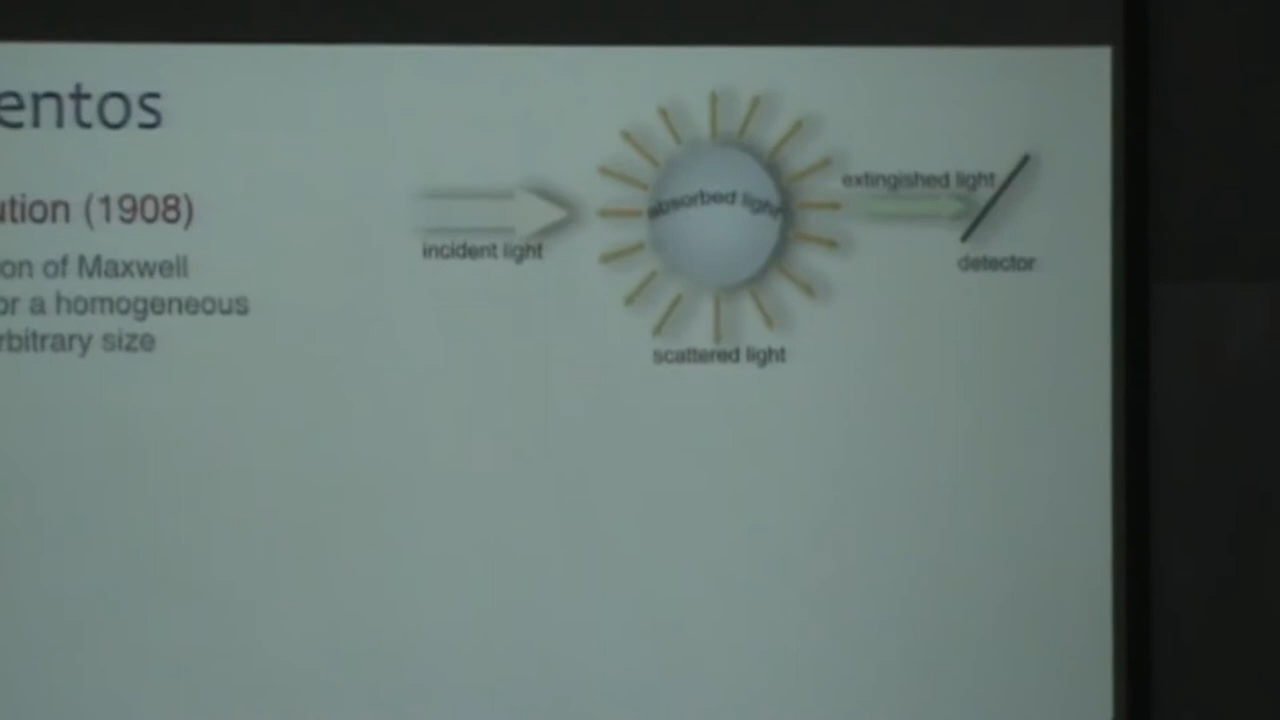 entos
ution (1908)
on of Maxwell
or a homogeneous
rbitrary size
incident light
absorbed light
scattered light
extingished light
detector